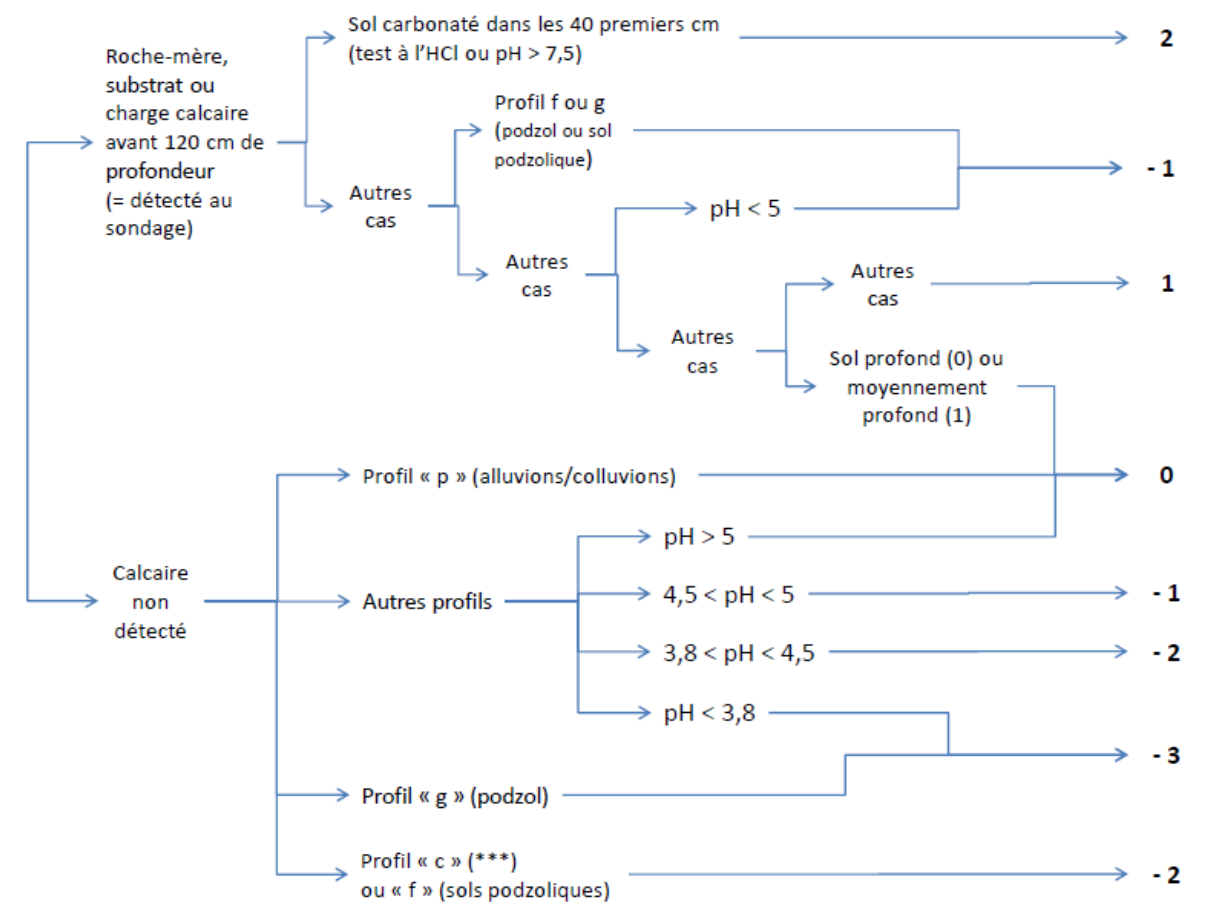 Sol carbonaté dans les 40 premiers cm
(test à l’HCl ou pH > 7,5)
2
Roche-mère,
substrat ou
charge calcaire
avant 120 cm de
profondeur
(= détecté au
sondage)
Profil f ou g
(podzol ou sol
podzolique)
- 1
Autres
cas
pH < 5
Autres
cas
Autres
cas
1
Autres
cas
Sol profond (0) ou
moyennement
profond (1)
Profil « p » (alluvions/colluvions)
0
pH > 5
Calcaire
non
détecté
Autres profils
4,5 < pH < 5
- 1
3,8 < pH < 4,5
- 2
pH < 3,8
- 3
Profil « g » (podzol)
Profil « c » (***)
ou « f » (sols podzoliques)
- 2